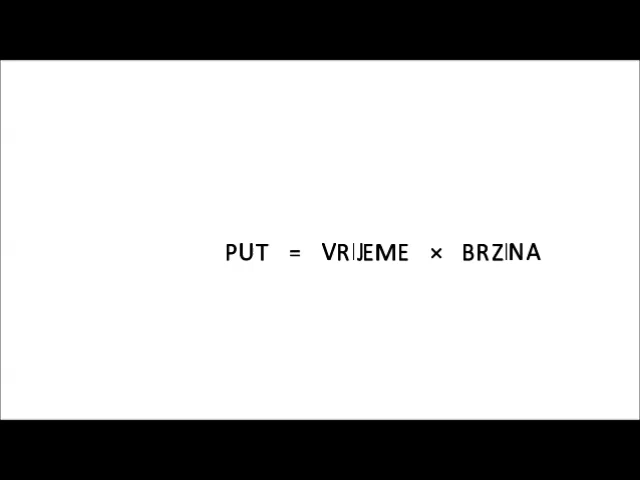 PUT = VRIJEME × BRZINA